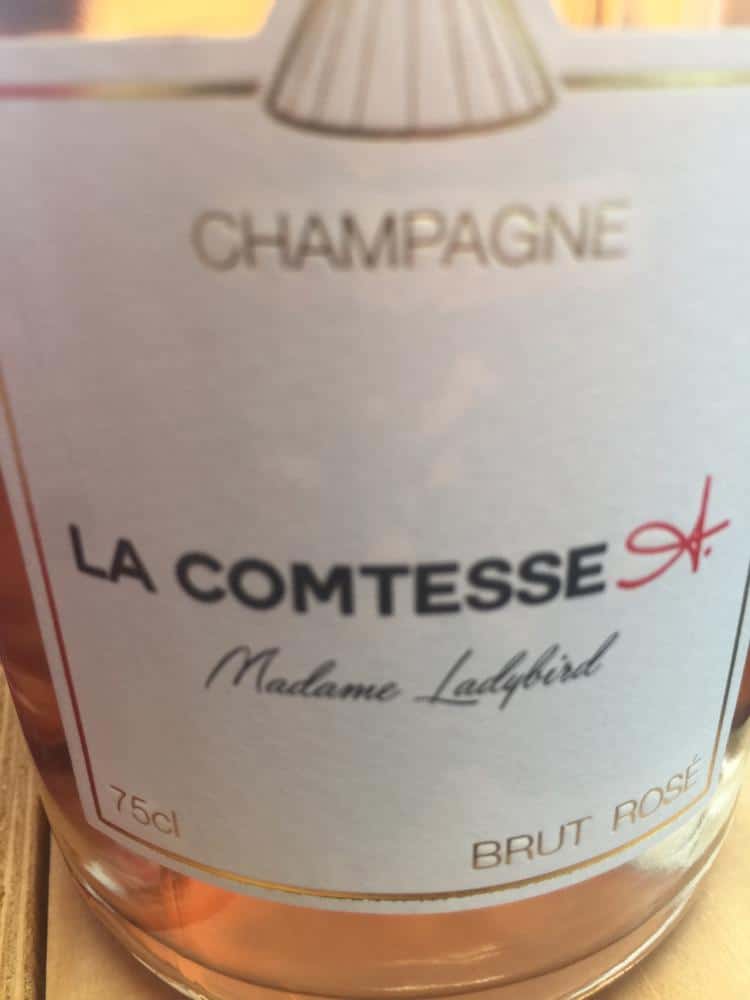 CHAMPAGNE
LA COMTESSE A.
Madame Ladybird
75cl
BRUT ROSÉ